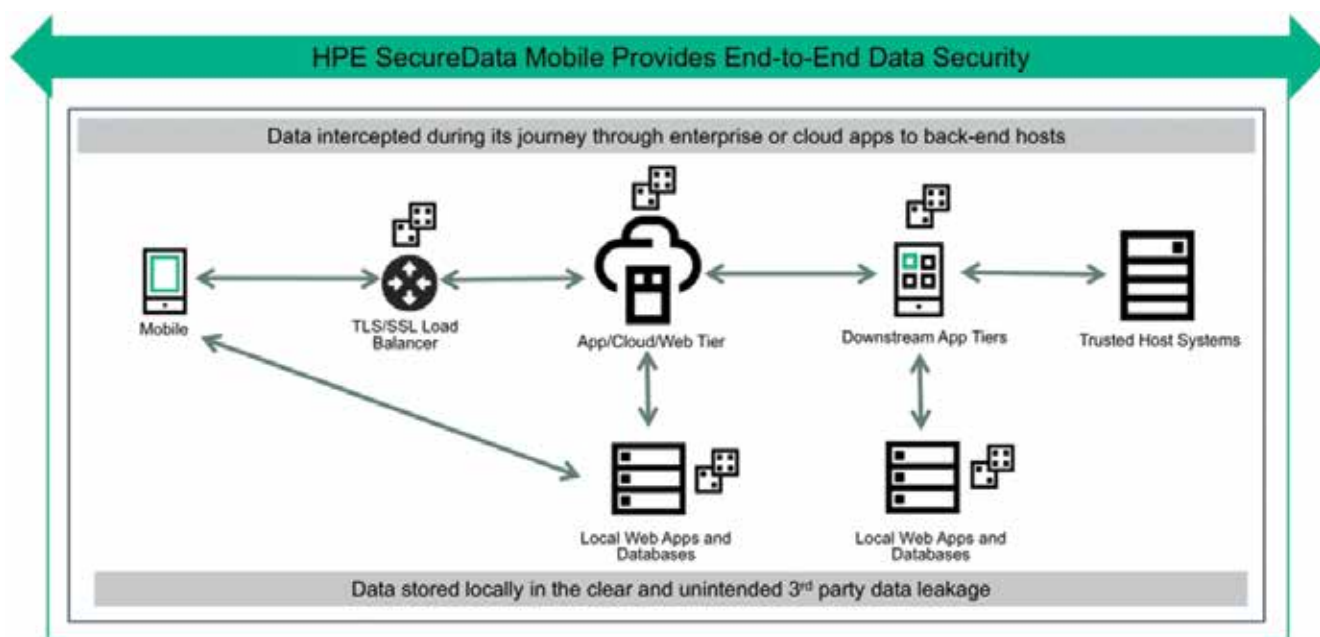 HPE SecureData Mobile Provides End-to-End Data Security
Data intercepted during its journey through enterprise or cloud apps to back-end hosts
Mobile
TLS/SSL Load
Balancer
App/Cloud/Web Tier
Downstream App Tiers
Trusted Host Systems
Local Web Apps and
Databases
Local Web Apps and
Databases
Data stored locally in the clear and unintended 3rd party data leakage